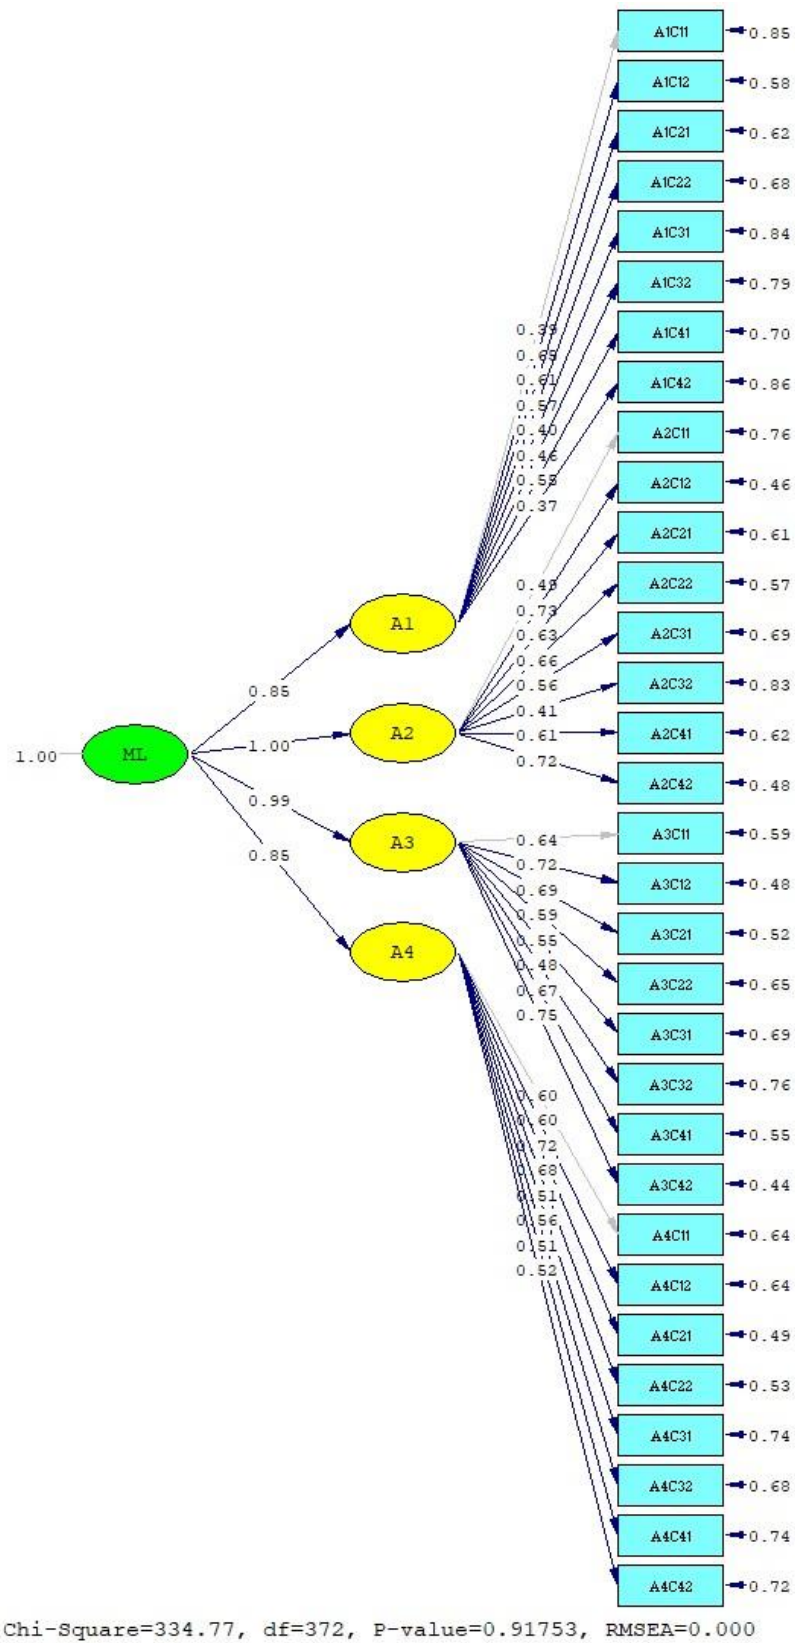 A1C11 0.85
A1C12 0.58
A1C21 0.62
A1C22 0.68
A1C31 0.84
A1C32 0.79
A1C41 0.70
A1C42 0.86
A2C11 0.76
A2C12 0.46
A2C21 0.61
A2C22 0.57
A2C31 0.69
A2C32 0.83
A2C41 0.62
A2C42 0.48
A3C11 0.59
A3C12 0.48
A3C21 0.52
A3C22 0.65
A3C31 0.69
A3C32 0.76
A3C41 0.55
A3C42 0.44
A4C11 0.64
A4C12 0.64
A4C21 0.49
A4C22 0.53
A4C31 0.74
A4C32 0.68
A4C41 0.74
A4C42 0.72
0.39
0.65
0.61
0.57
0.40
0.46
0.55
0.37
0.49
0.73
0.63
0.66
0.56
0.41
0.61
0.72
0.64
0.72
0.69
0.59
0.55
0.48
0.67
0.75
0.60
0.60
0.72
0.68
0.51
0.56
0.51
0.52
A1
A2
A3
A4
0.85
1.00
0.99
0.85
1.00 ML
Chi-Square=334.77, df=372, P-value=0.91753, RMSEA=0.000